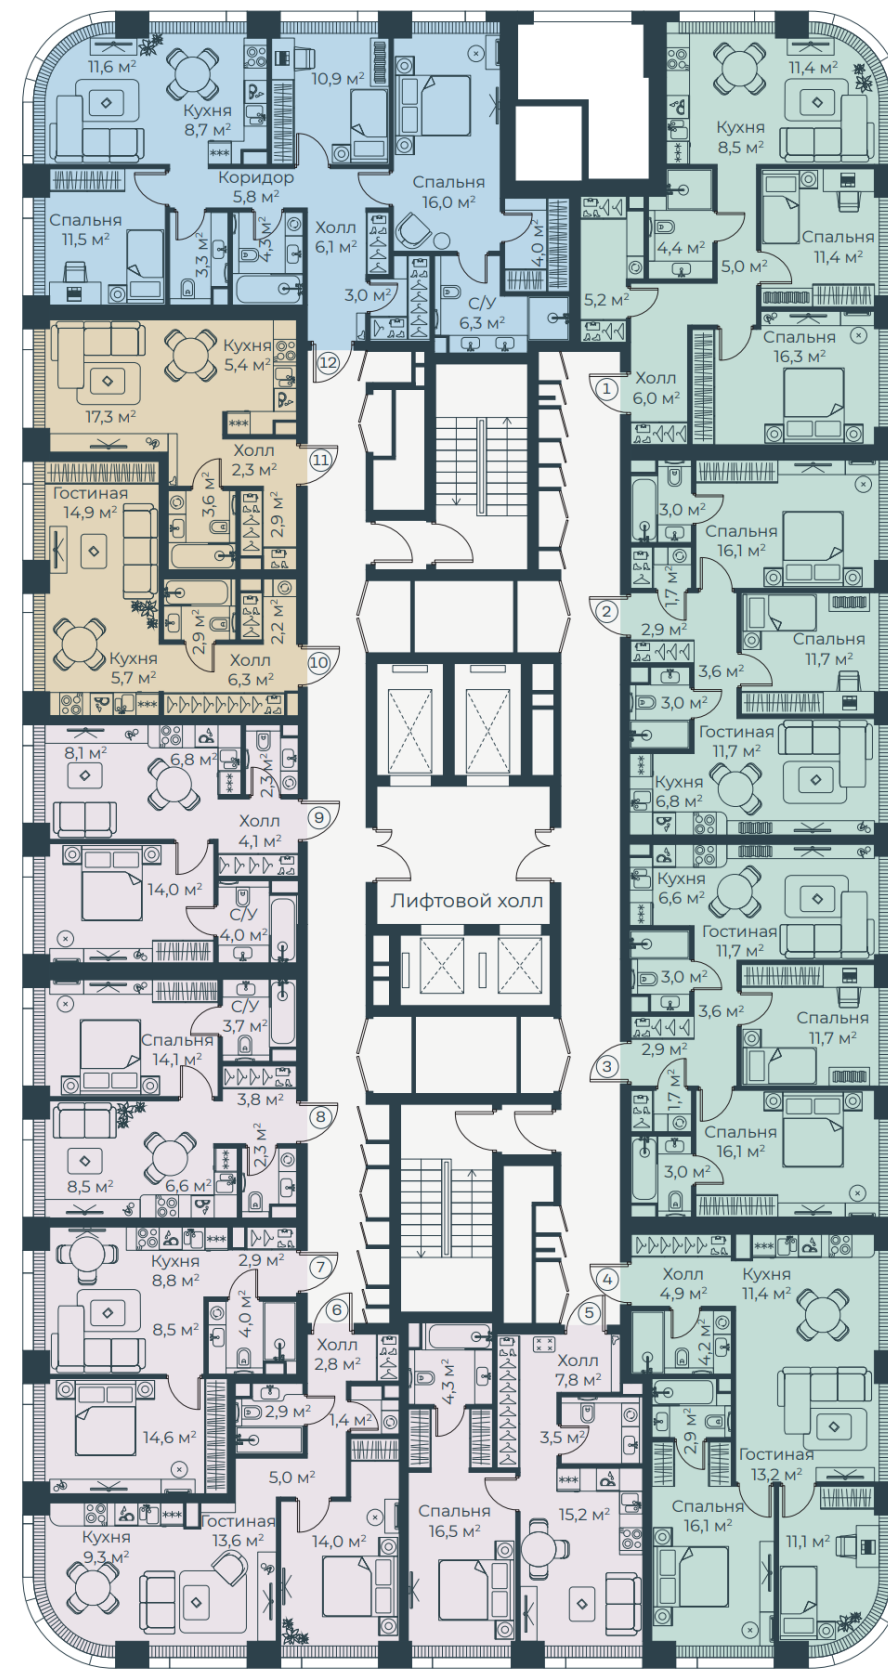 11,6 м²
Кухня
8,7 м²
10,9 м²
Спальня
16,0 м²
Коридор
5,8 м²
Спальня
11,5 м²
3,3 м²
4,3 м²
Холл
6,1 м²
3,0 м²
4,0 м²
С/У
6,3 м²
12
11,4 м²
Кухня
8,5 м²
4,4 м²
5,0 м²
Спальня
11,4 м²
5,2 м²
Спальня
16,3 м²
Холл
6,0 м²
1
Кухня
5,4 м²
17,3 м²
Холл
2,3 м²
11
3,6 м²
2,9 м²
Гостиная
14,9 м²
2,9 м²
2,2 м²
Холл
6,3 м²
10
Кухня
5,7 м²
3,0 м²
Спальня
16,1 м²
1,7 м²
2
2,9 м²
3,6 м²
Спальня
11,7 м²
3,0 м²
Гостиная
11,7 м²
Кухня
6,8 м²
8,1 м²
6,8 м²
2,3 м²
Холл
4,1 м²
9
14,0 м²
С/У
4,0 м²
Лифтовой холл
Кухня
6,6 м²
Гостиная
11,7 м²
3,0 м²
3,6 м²
Спальня
11,7 м²
2,9 м²
3
1,7 м²
Спальня
16,1 м²
3,0 м²
С/У
3,7 м²
Спальня
14,1 м²
3,8 м²
8
2,3 м²
8,5 м²
6,6 м²
Кухня
8,8 м²
2,9 м²
7
8,5 м²
4,0 м²
6
Холл
2,8 м²
14,6 м²
2,9 м²
1,4 м²
5,0 м²
Кухня
9,3 м²
Гостиная
13,6 м²
14,0 м²
4,3 м²
Спальня
16,5 м²
5
Холл
7,8 м²
3,5 м²
15,2 м²
4
Холл
4,9 м²
Кухня
11,4 м²
4,2 м²
2,9 м²
Гостиная
13,2 м²
Спальня
16,1 м²
11,1 м²